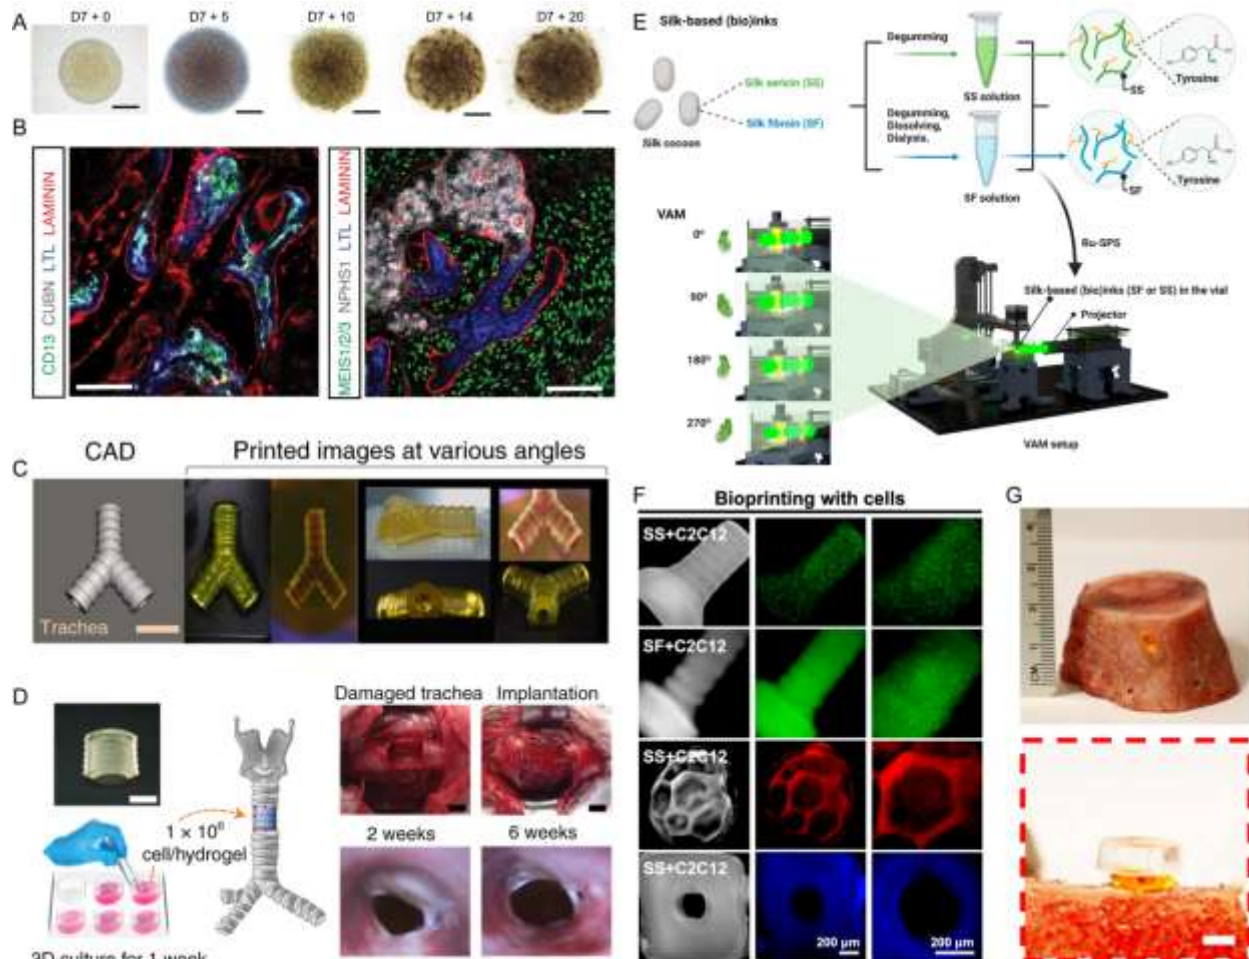 A
D7 + 0
D7 + 5
D7 + 10
D7 + 14
D7 + 20
B
CD13 CUBN LTL LAMININ
MEIS1/2/3 NPHS1 LTL LAMININ
C
CAD
Printed images at various angles
Trachea
D
1 × 10⁶
cell/hydrogel
3D culture for 1 week
Damaged trachea
Implantation
2 weeks
6 weeks
E
Silk-based (bio)inks
Silk cocoon
Silk sericin (SS)
Silk fibroin (SF)
Degumming
SS solution
SS
Tyrosine
Degumming,
Dissolving,
Dialysis.
SF solution
SF
Tyrosine
Ru-SPS
VAM
0º
90º
180º
270º
Silk-based (bio)inks (SF or SS) in the vial
Projector
VAM setup
F
Bioprinting with cells
SS+C2C12
SF+C2C12
SS+C2C12
SS+C2C12
200 µm
200 µm
G
CM